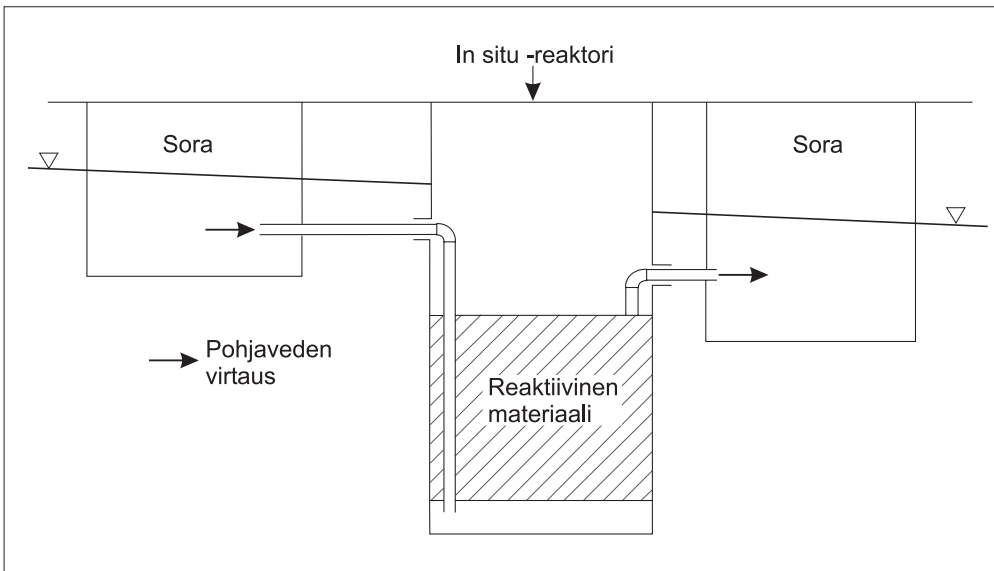 In situ -reaktori
Sora
Sora
Pohjaveden
virtaus
Reaktiivinen
materiaali